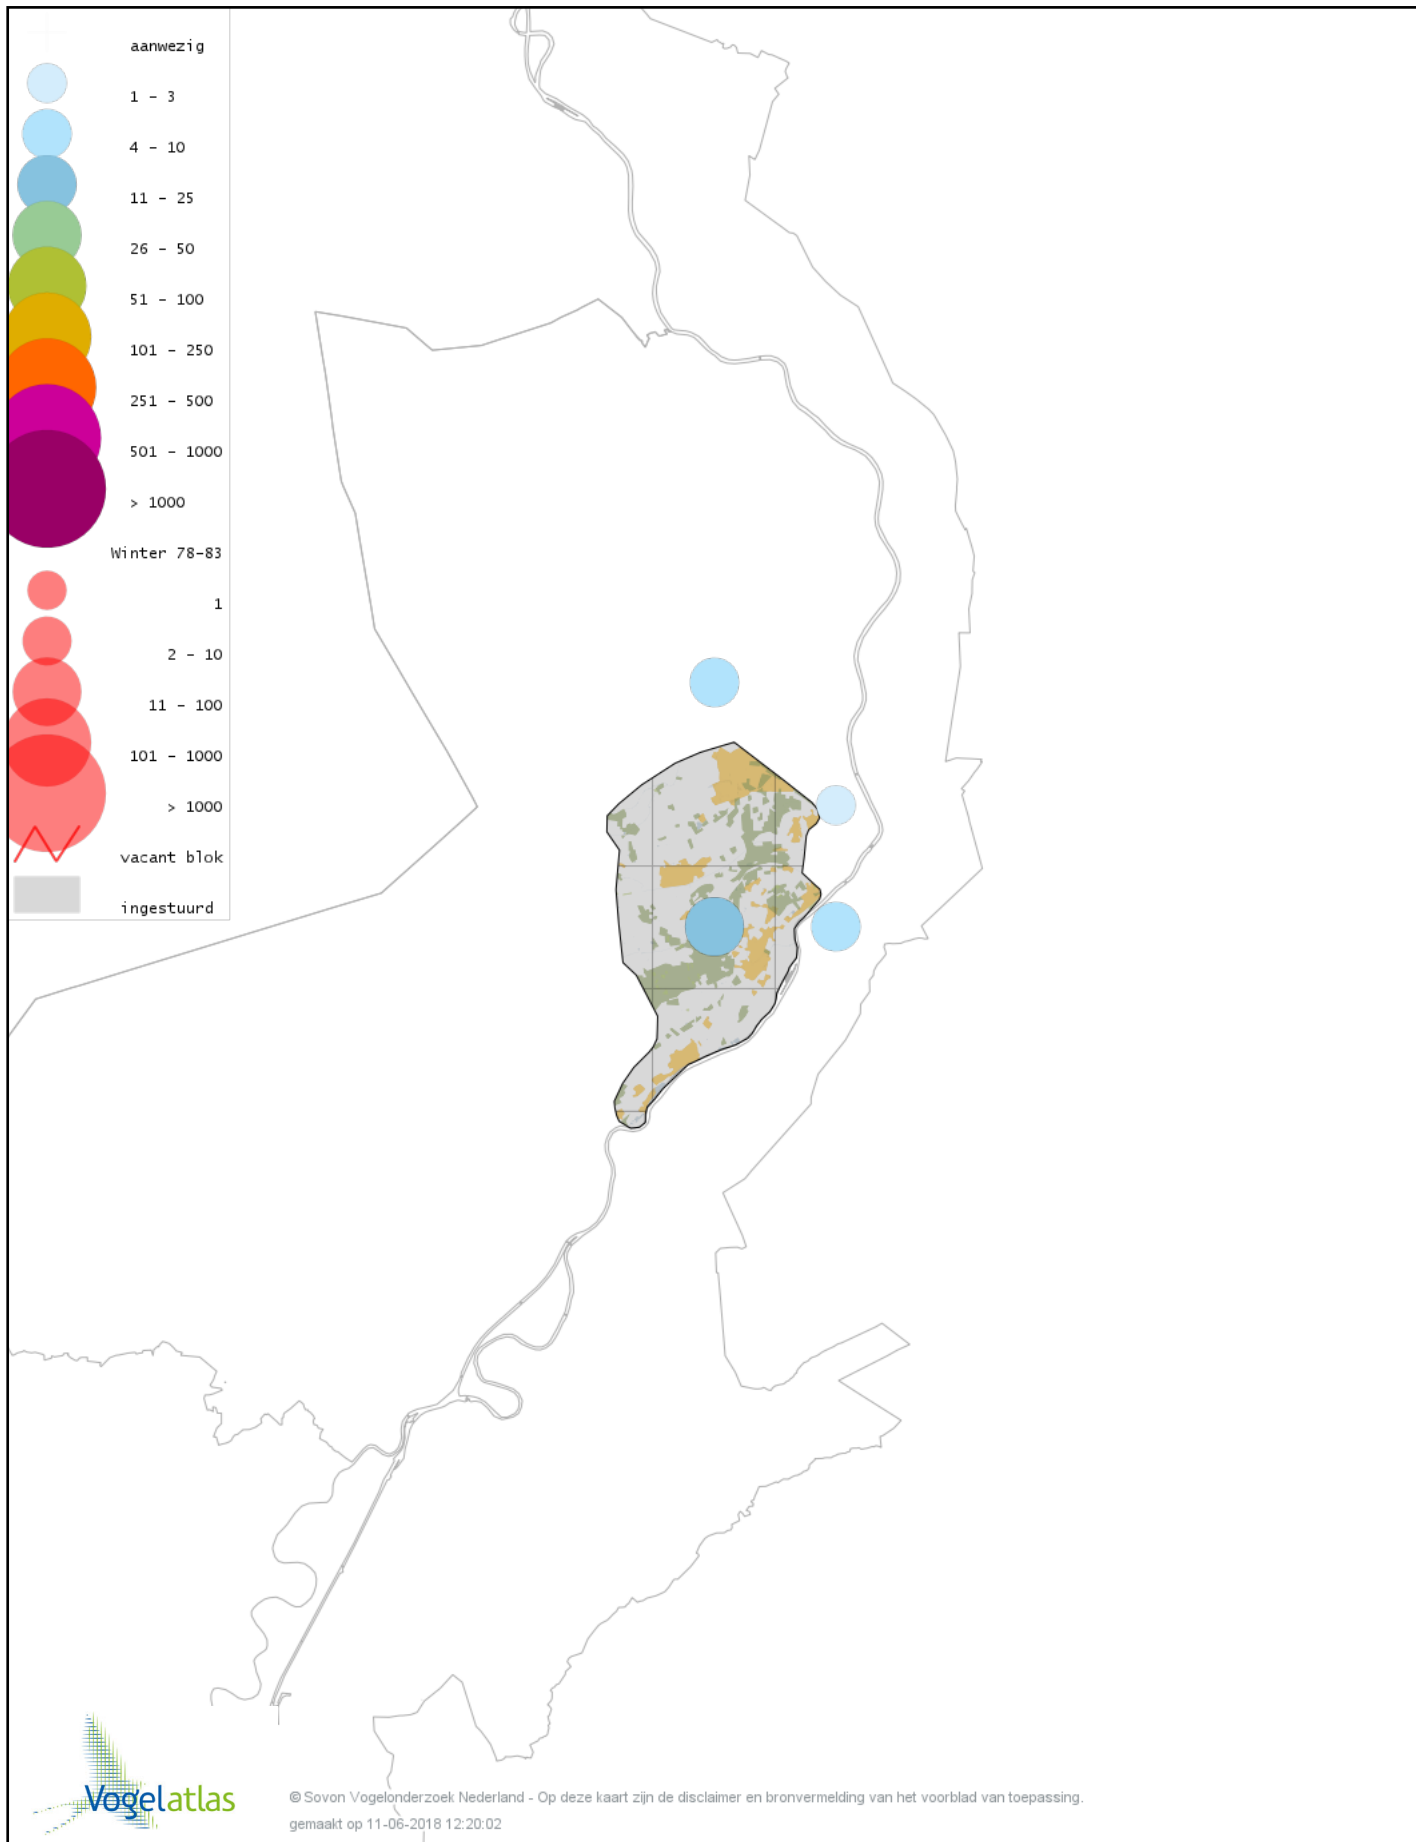 aanwezig
1 - 3
4 - 10
11 - 25
26 - 50
51 - 100
101 - 250
251 - 500
501 - 1000
> 1000
Winter 78-83
1
2 - 10
11 - 100
101 - 1000
> 1000
vacant blok
ingestuurd
Vogelatlas
© Sovon Vogelonderzoek Nederland - Op deze kaart zijn de disclaimer en bronvermelding van het voorblad van toepassing.
gemaakt op 11-06-2018 12:20:02